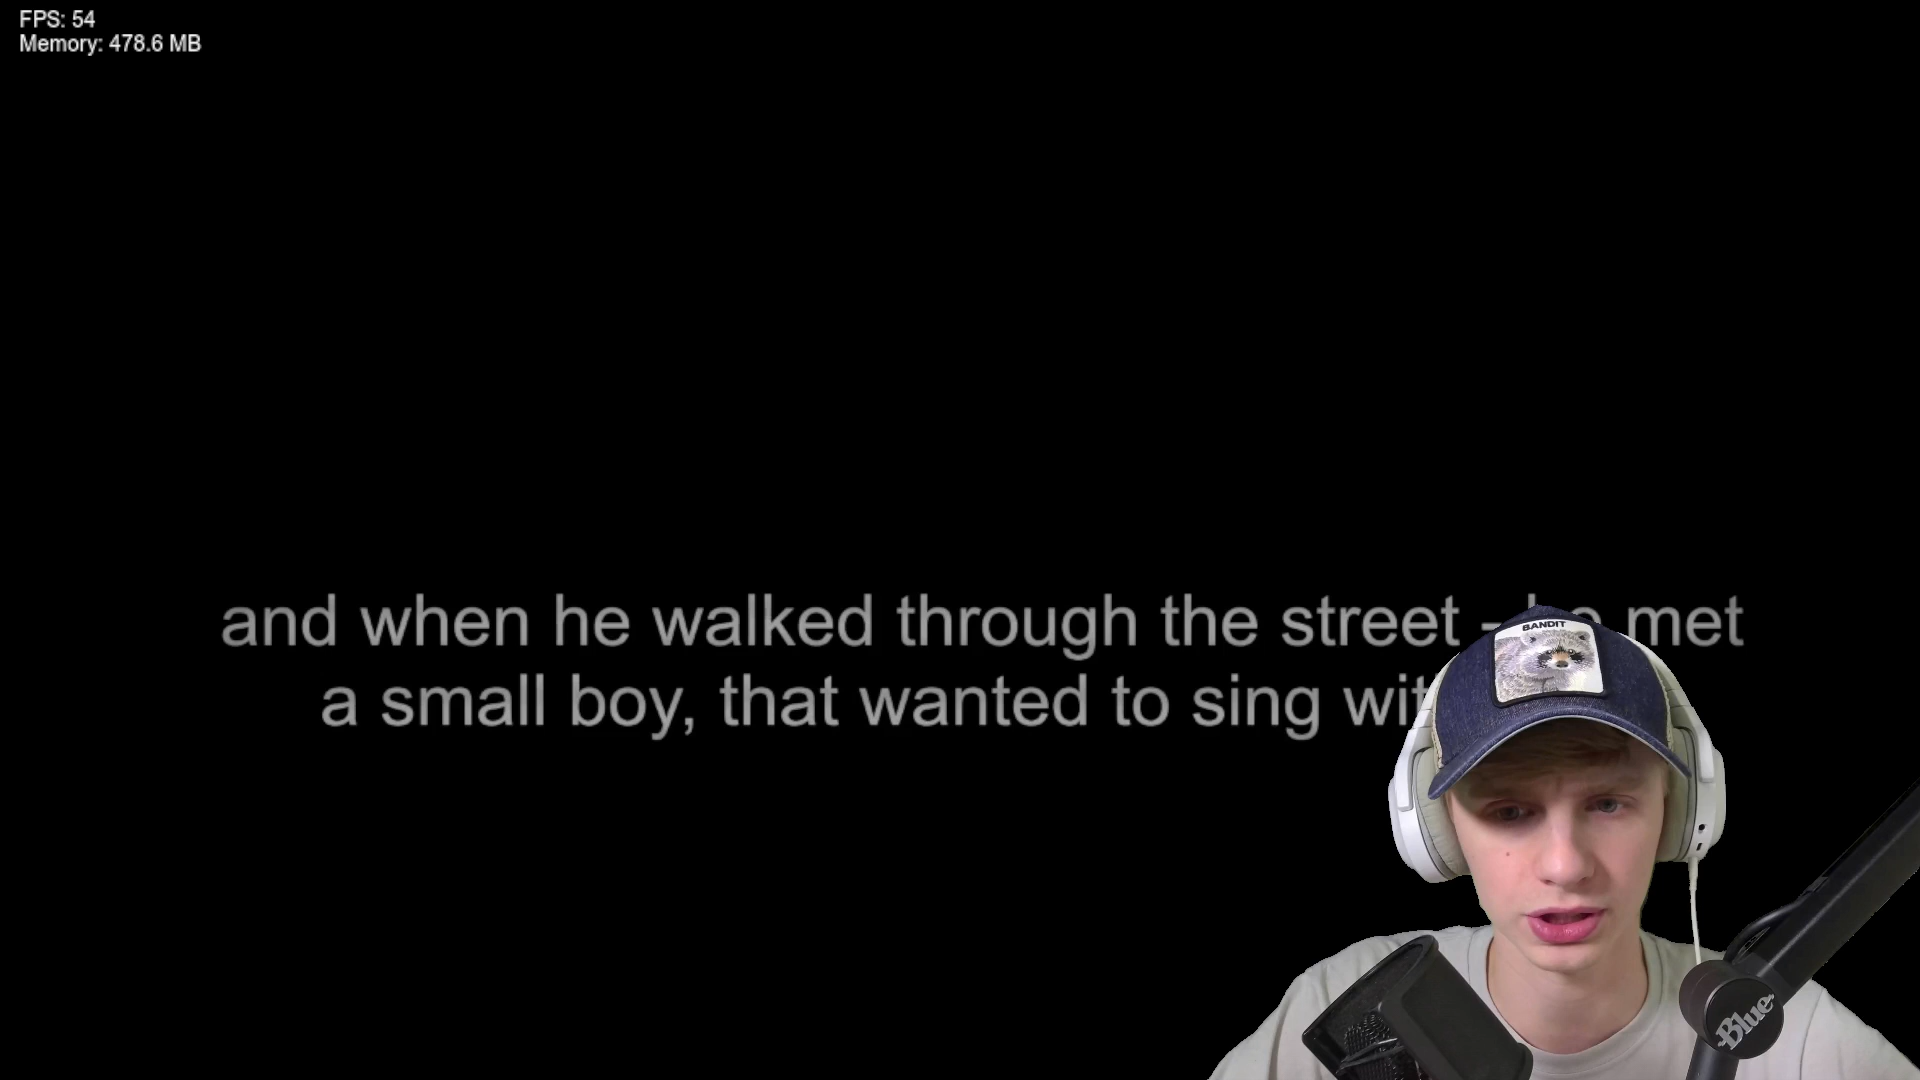 FPS: 54
Memory: 478.6 MB
and when he walked through the street - met
a small boy, that wanted to sing
BANDIT
Blue